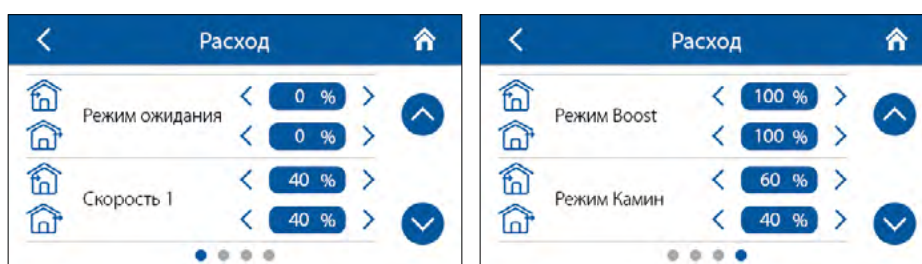 Расход
Режим ожидания
0 %
0 %
Скорость 1
40 %
40 %
Расход
Режим Boost
100 %
100 %
Режим Камин
60 %
40 %